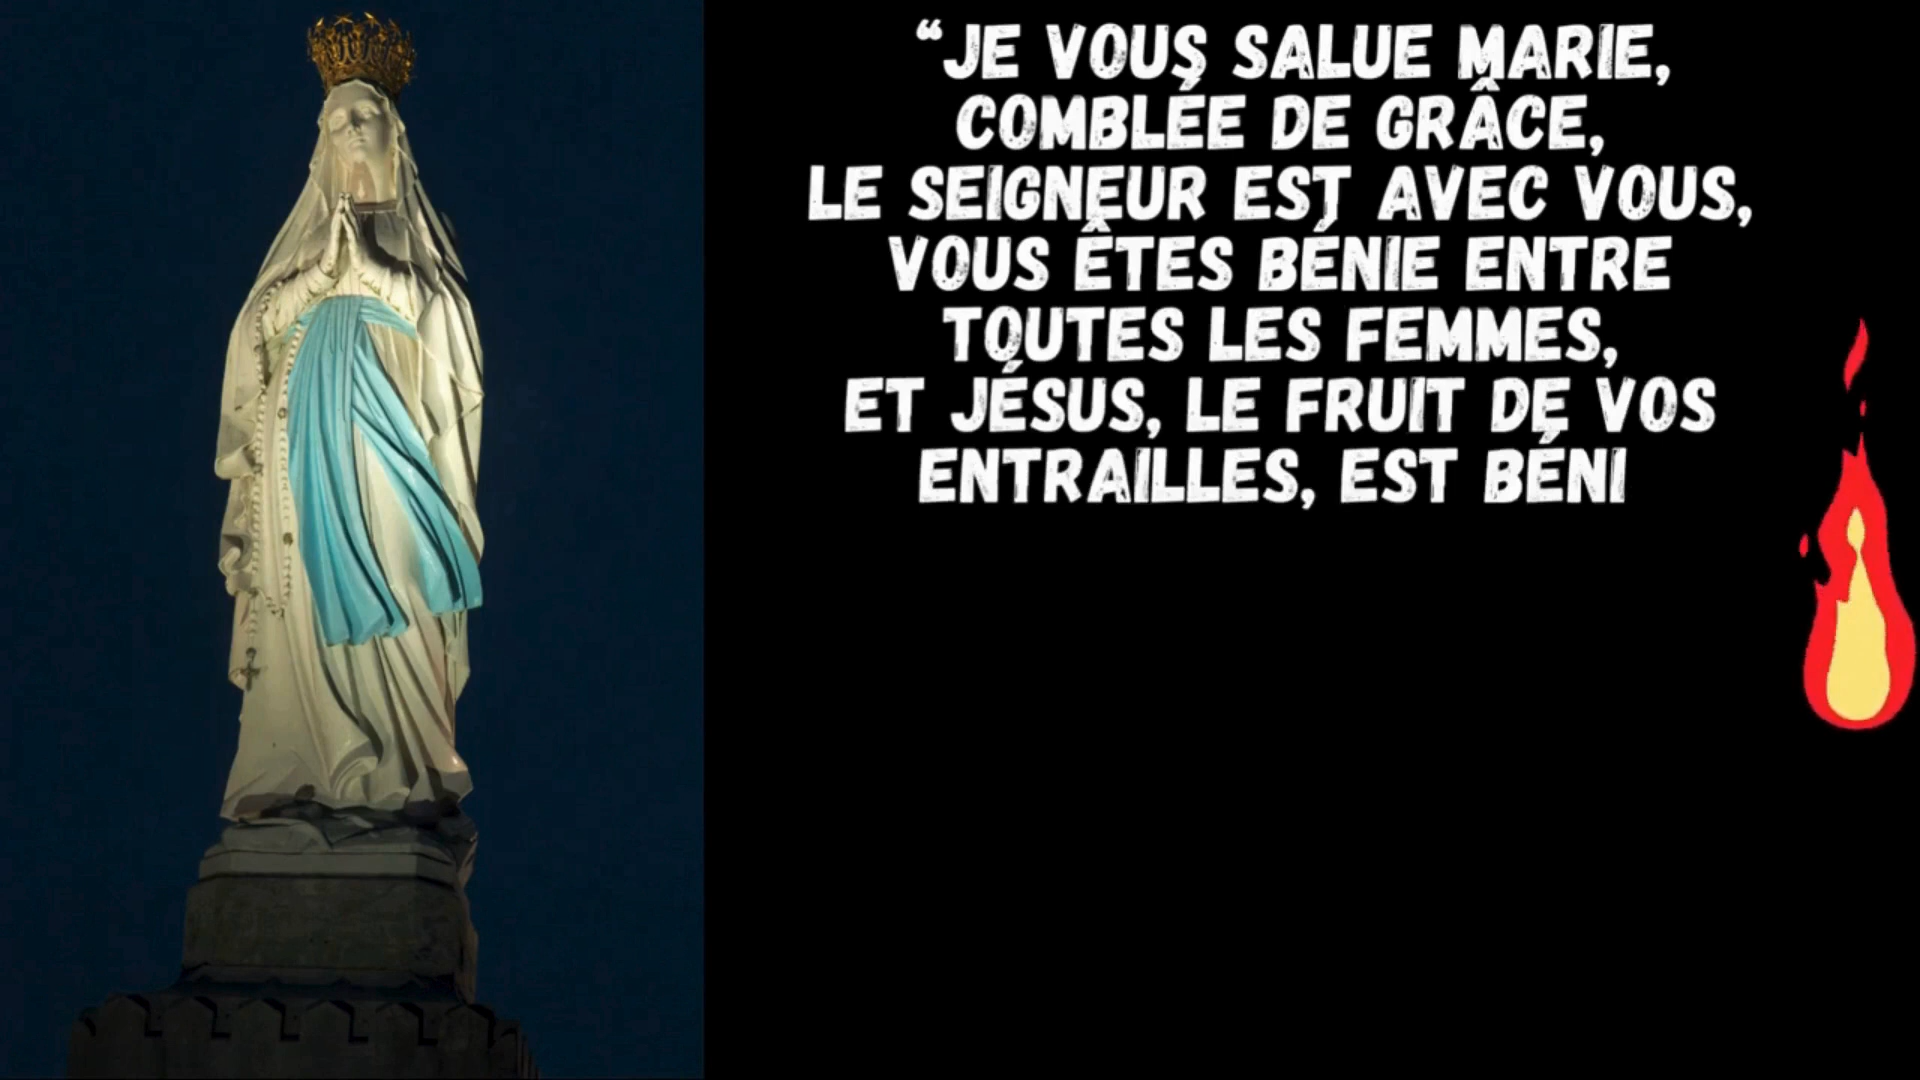 “JE VOUS SALUE MARIE,
COMBLÉE DE GRÂCE,
LE SEIGNEUR EST AVEC VOUS,
VOUS ÊTES BÉNIE ENTRE
TOUTES LES FEMMES,
ET JÉSUS, LE FRUIT DE VOS
ENTRAILLES, EST BÉNI